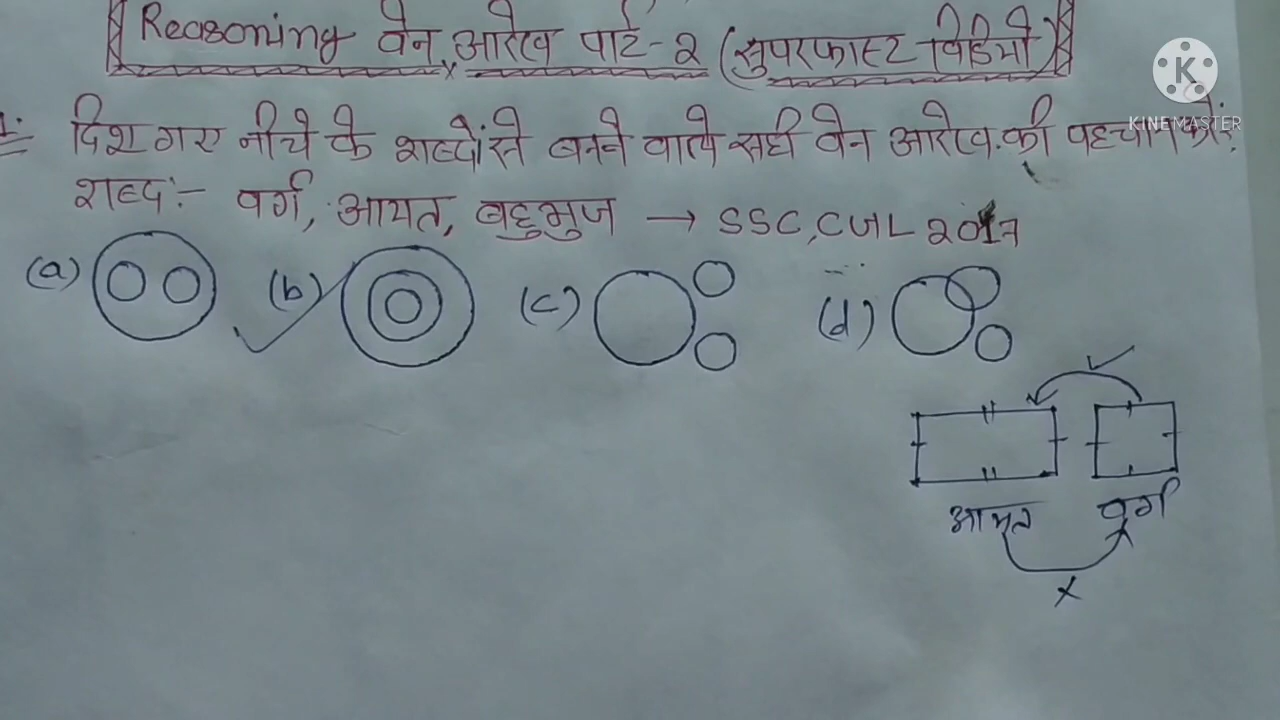 Reasoning वेन आरेख पार्ट-२ (सुपरफास्ट विडियो)
K
KINEMASTER
1:- दिए गए नीचे के शब्दों से बनने वाले सही वेन आरेख की पहचान करें?
शब्द:- वर्ग, आयत, बहुभुज → SSC, CGL 2017
(a) (b) (c) (d)
आयत वर्ग